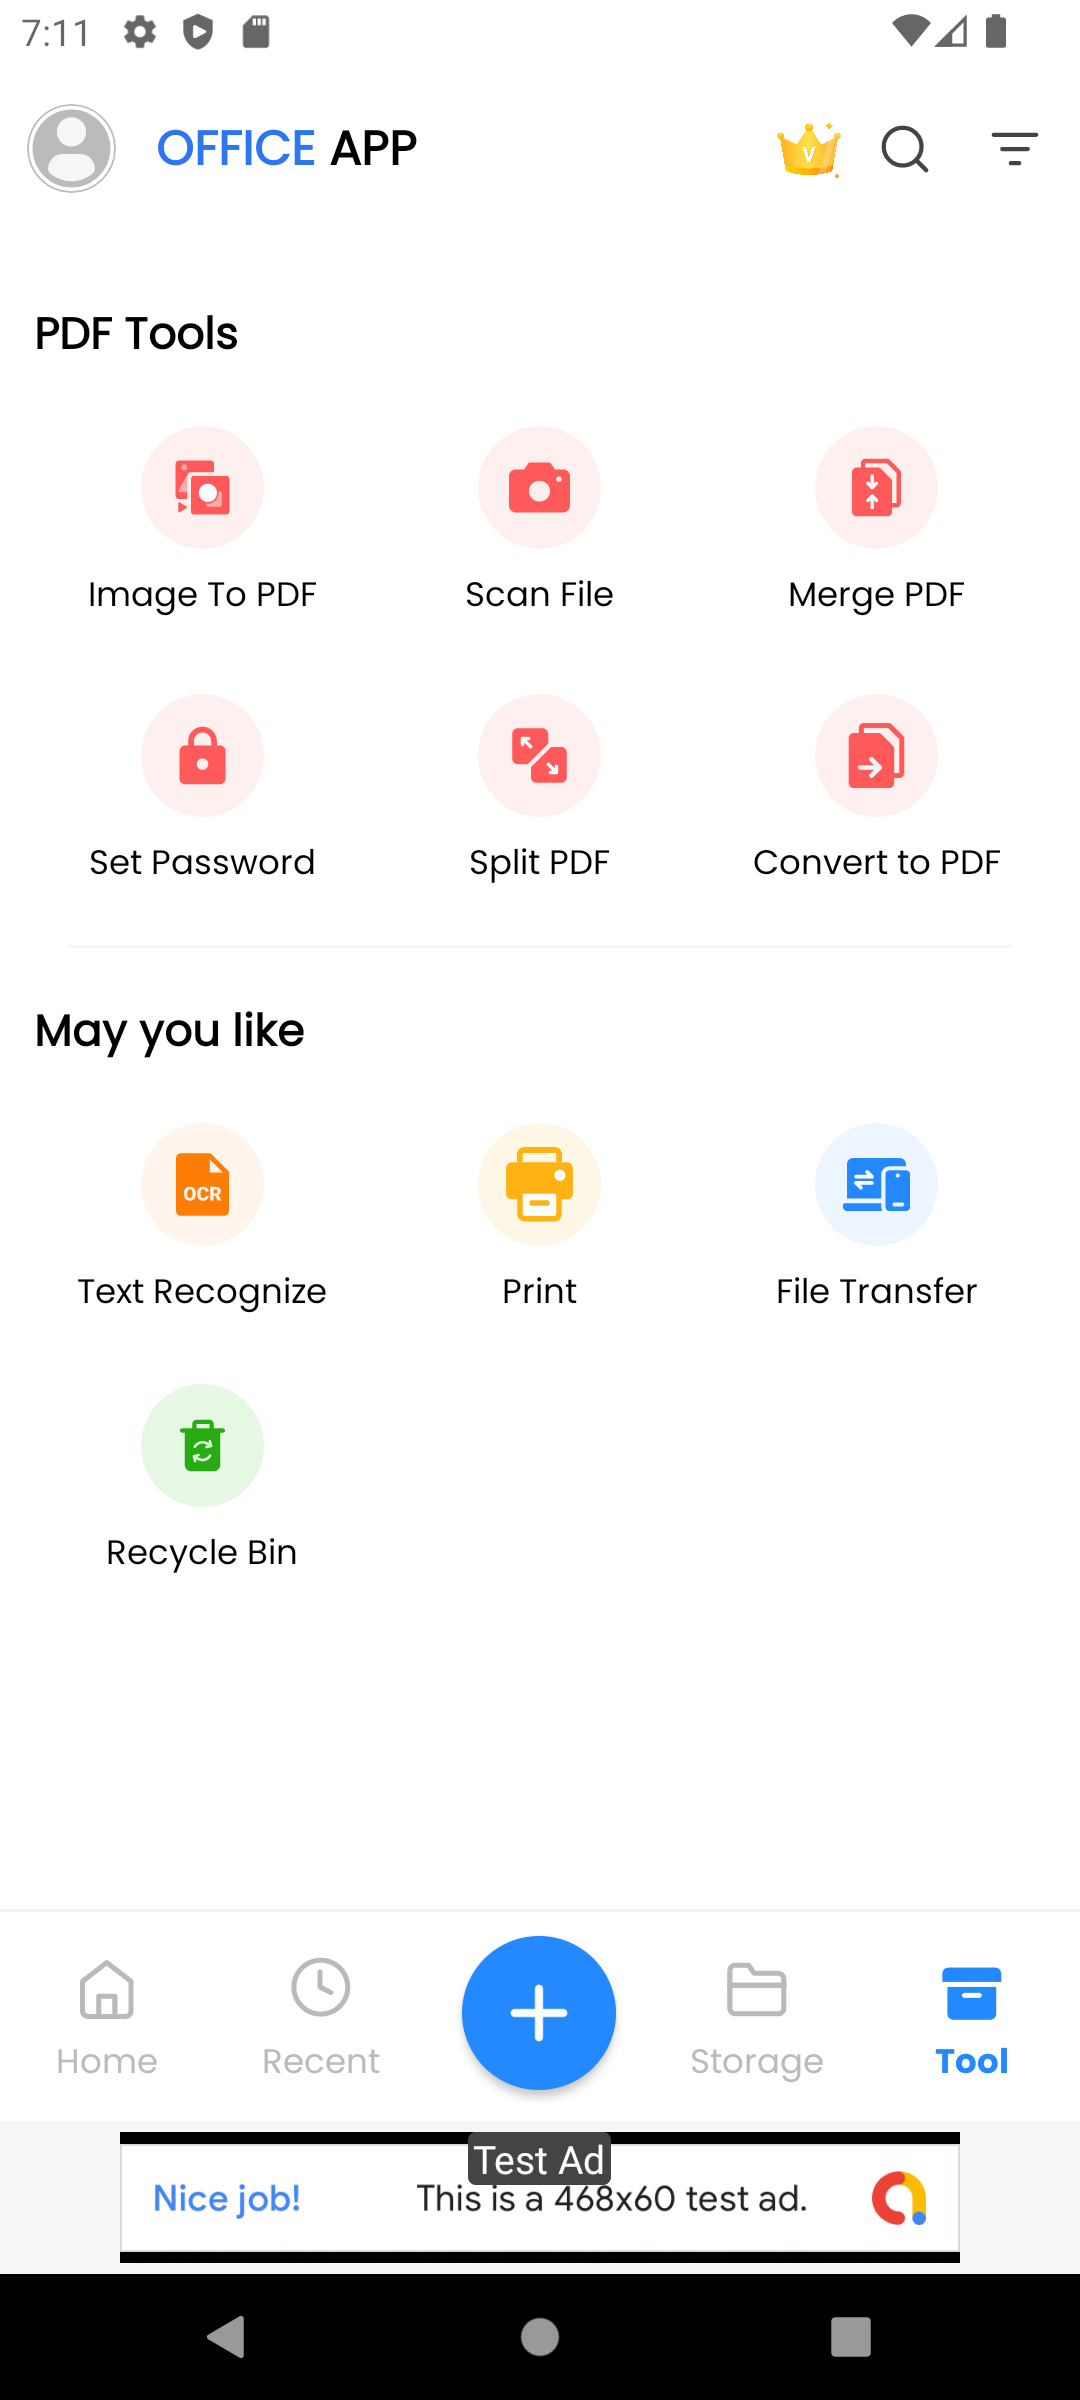 7:11
OFFICE APP
V
PDF Tools
Image To PDF
Scan File
Merge PDF
Set Password
Split PDF
Convert to PDF
May you like
OCR
Text Recognize
Print
File Transfer
Recycle Bin
Home
Recent
Storage
Tool
Test Ad
Nice job!
This is a 468x60 test ad.